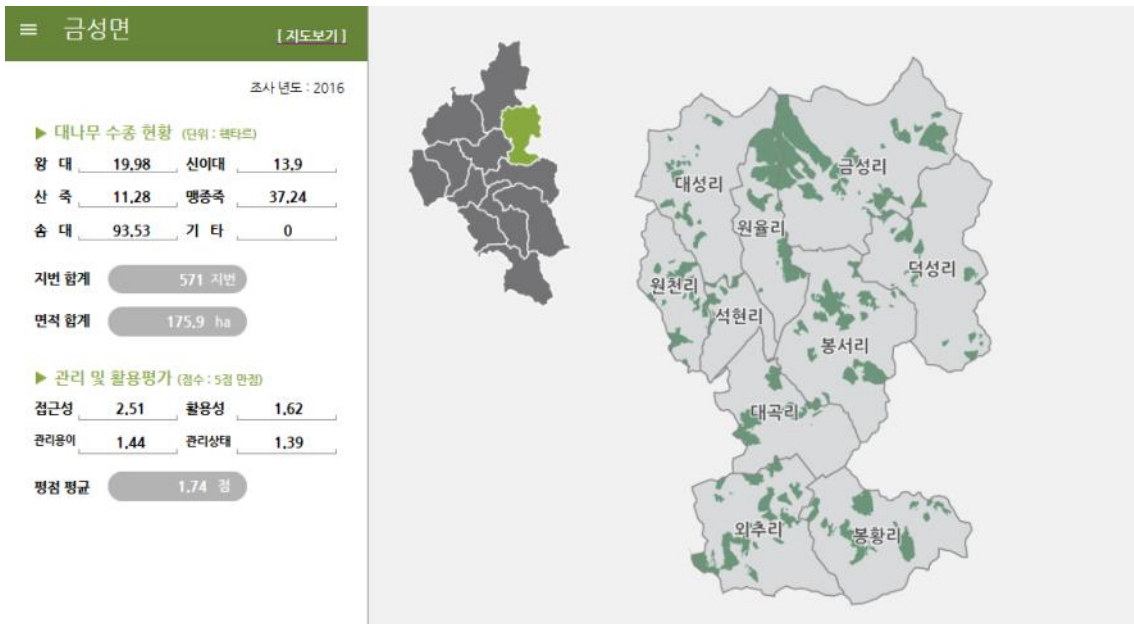 ≡ 금성면 [지도보기]
조사 년도 : 2016
▶ 대나무 수종 현황 (단위 : 헥타르)
왕 대 19.98 신이대 13.9
산 죽 11.28 맹종죽 37.24
솜 대 93.53 기 타 0
지번 합계 571 지번
면적 합계 175.9 ha
▶ 관리 및 활용평가 (점수 : 5점 만점)
접근성 2.51 활용성 1.62
관리용이 1.44 관리상태 1.39
평점 평균 1.74 점
금성리
대성리
원율리
덕성리
원천리
석현리
봉서리
대곡리
외추리
봉황리